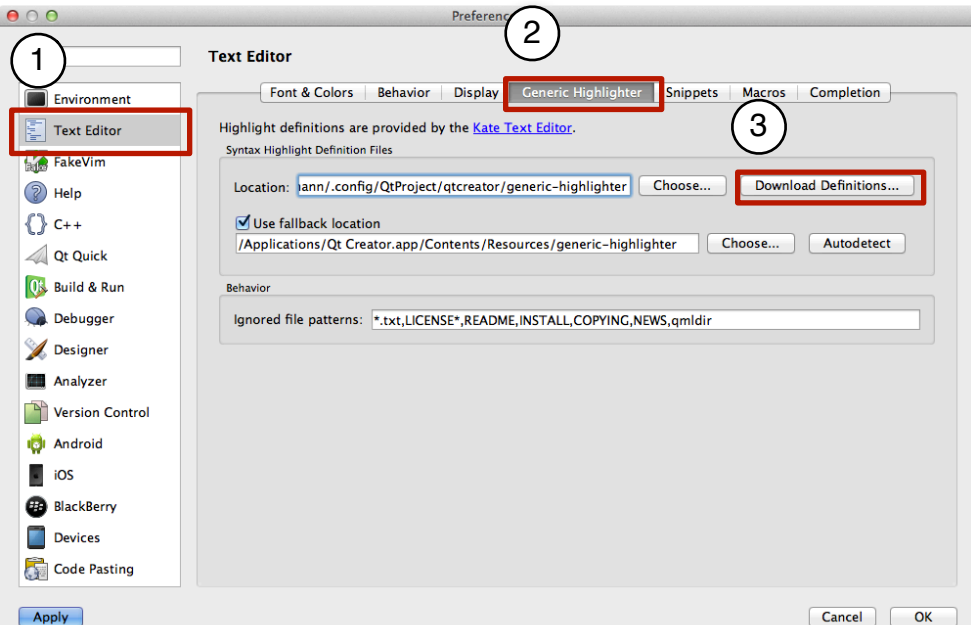 Preferenc
1
2
Text Editor
Environment
Text Editor
FakeVim
Help
C++
Qt Quick
Build & Run
Debugger
Designer
Analyzer
Version Control
Android
iOS
BlackBerry
Devices
Code Pasting
Font & Colors Behavior Display Generic Highlighter Snippets Macros Completion
3
Highlight definitions are provided by the Kate Text Editor.
Syntax Highlight Definition Files
Location: ann/.config/QtProject/qtcreator/generic-highlighter Choose... Download Definitions...
Use fallback location
/Applications/Qt Creator.app/Contents/Resources/generic-highlighter Choose... Autodetect
Behavior
Ignored file patterns: *.txt,LICENSE*,README,INSTALL,COPYING,NEWS,qmldir
Apply Cancel OK